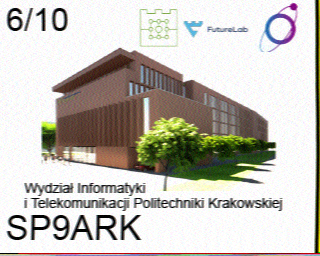 6/10
FutureLab
Wydział Informatyki
i Telekomunikacji Politechniki Krakowskiej
SP9ARK